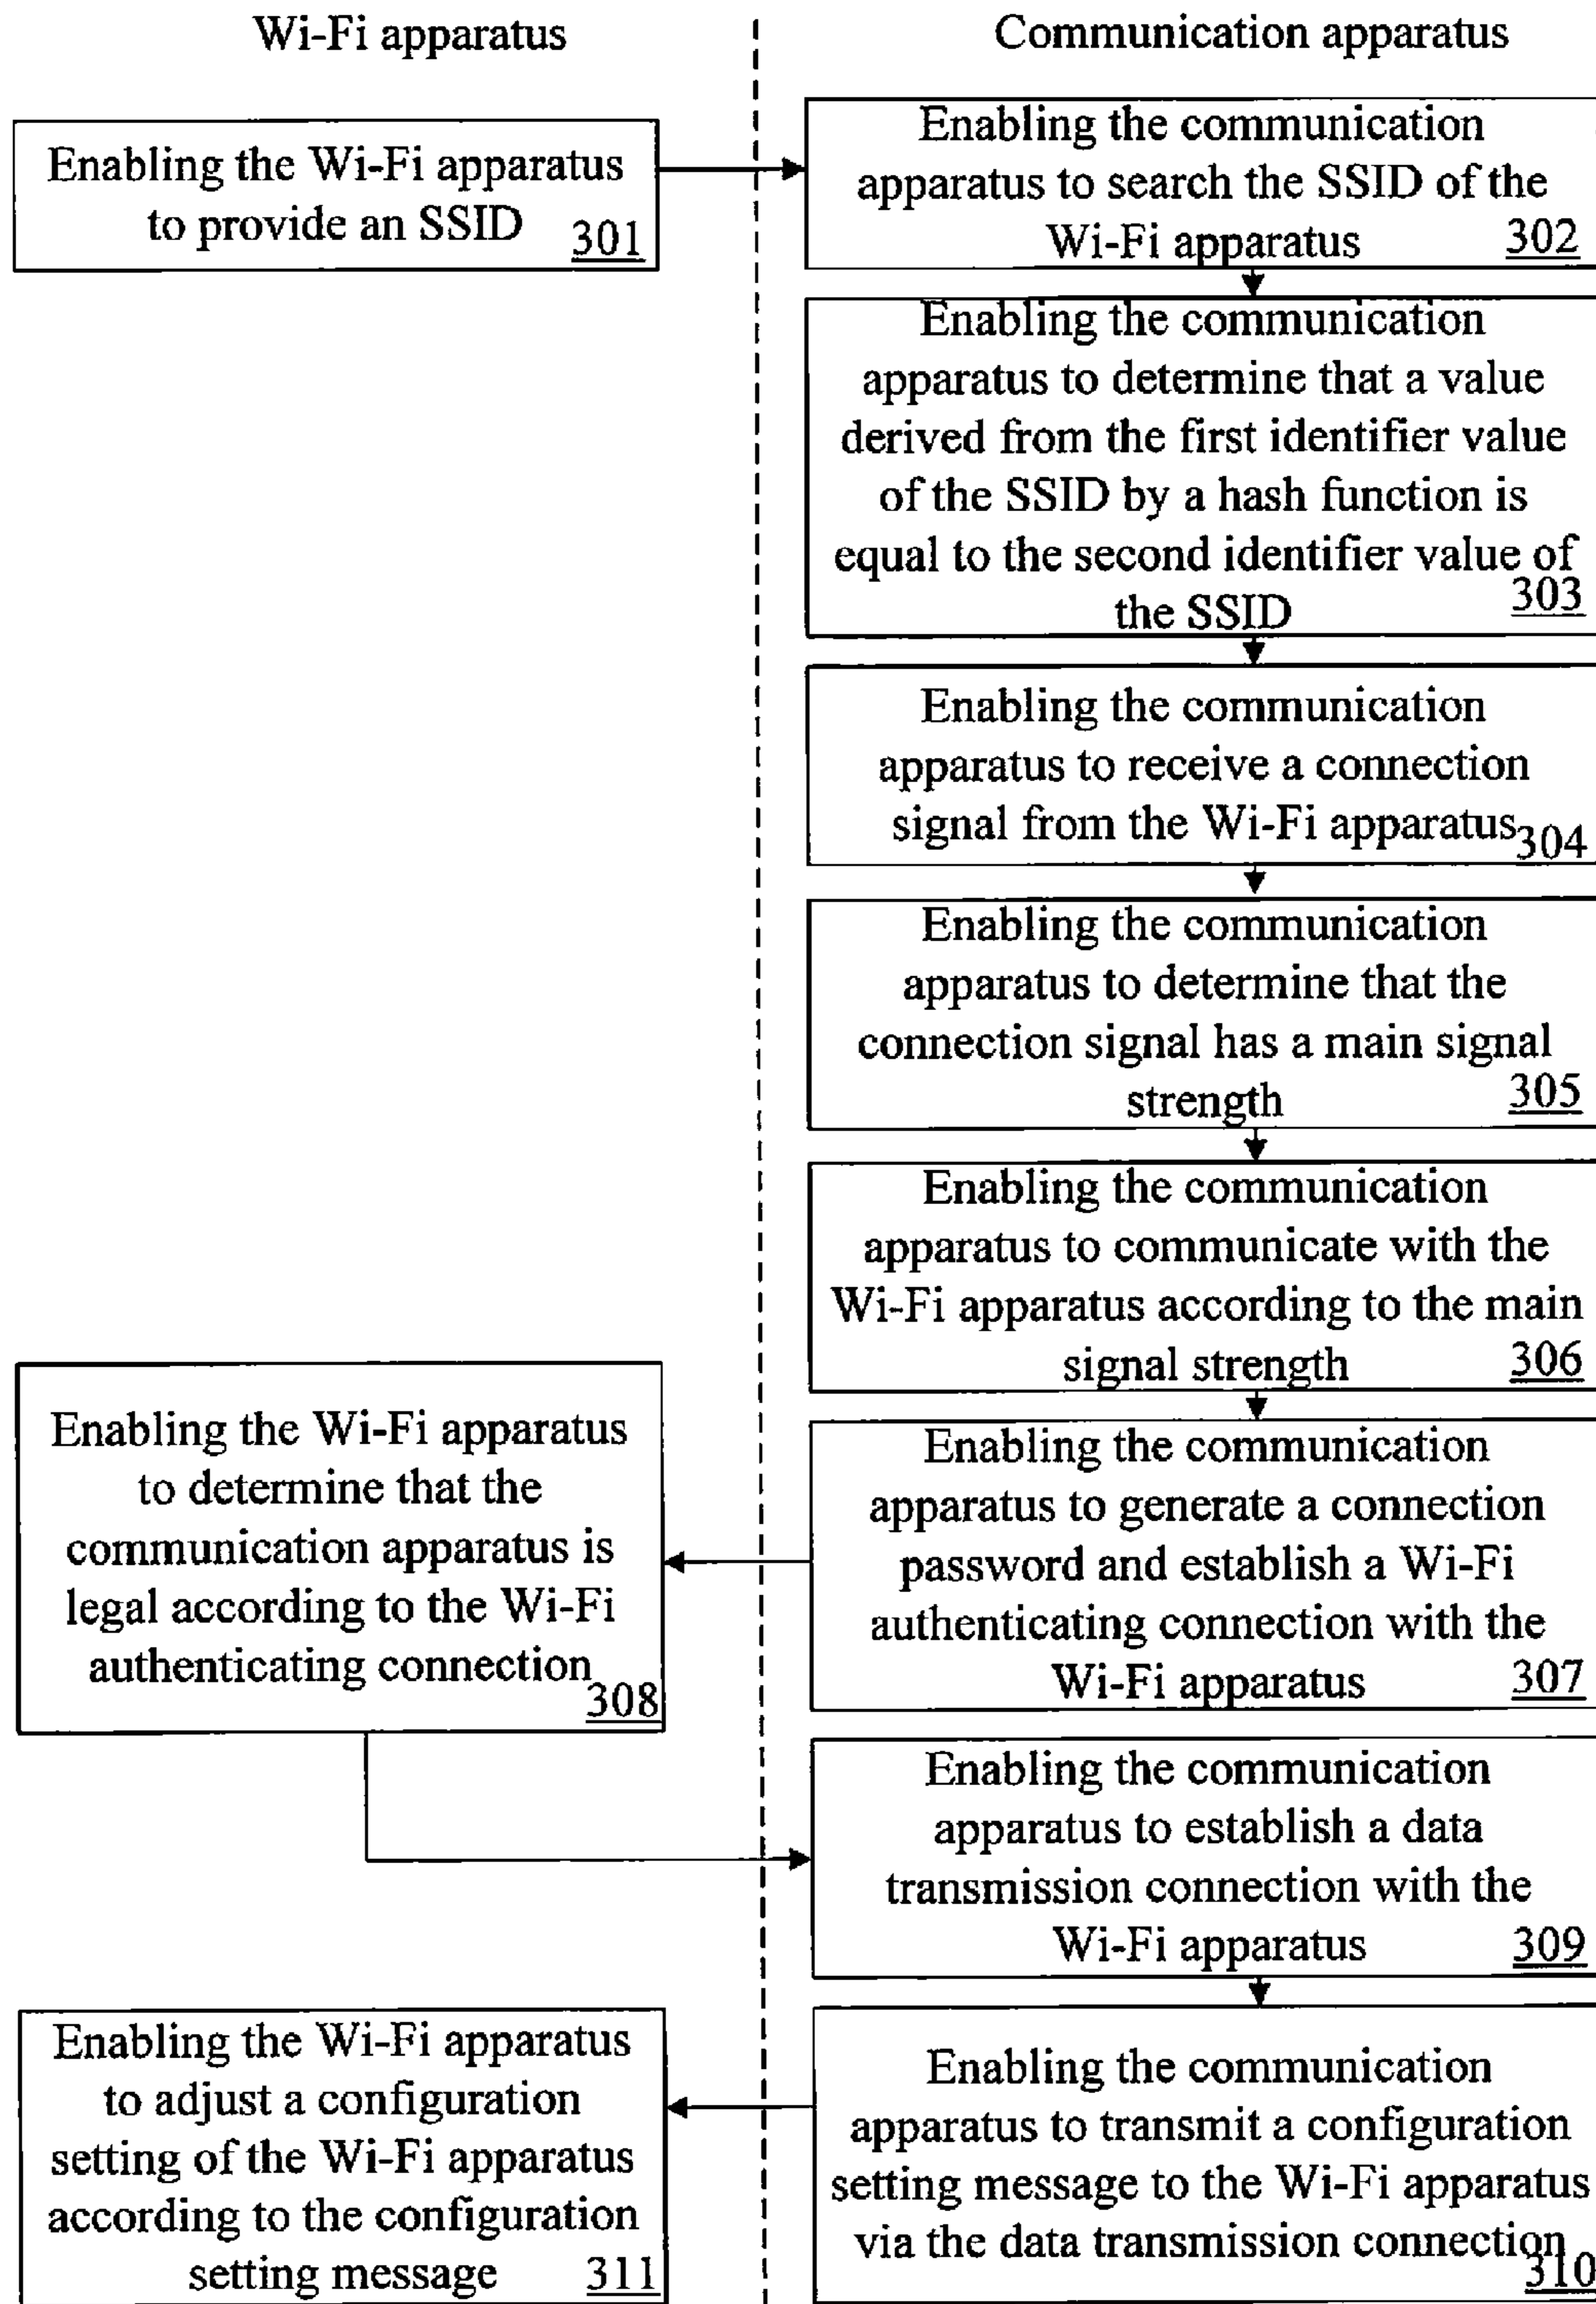 Wi-Fi apparatus
Communication apparatus
Enabling the Wi-Fi apparatus
to provide an SSID 301
Enabling the communication
apparatus to search the SSID of the
Wi-Fi apparatus 302
Enabling the communication
apparatus to determine that a value
derived from the first identifier value
of the SSID by a hash function is
equal to the second identifier value of
the SSID 303
Enabling the communication
apparatus to receive a connection
signal from the Wi-Fi apparatus 304
Enabling the communication
apparatus to determine that the
connection signal has a main signal
strength 305
Enabling the communication
apparatus to communicate with the
Wi-Fi apparatus according to the main
signal strength 306
Enabling the communication
apparatus to generate a connection
password and establish a Wi-Fi
authenticating connection with the
Wi-Fi apparatus 307
Enabling the Wi-Fi apparatus
to determine that the
communication apparatus is
legal according to the Wi-Fi
authenticating connection 308
Enabling the communication
apparatus to establish a data
transmission connection with the
Wi-Fi apparatus 309
Enabling the communication
apparatus to transmit a configuration
setting message to the Wi-Fi apparatus
via the data transmission connection 310
Enabling the Wi-Fi apparatus
to adjust a configuration
setting of the Wi-Fi apparatus
according to the configuration
setting message 311